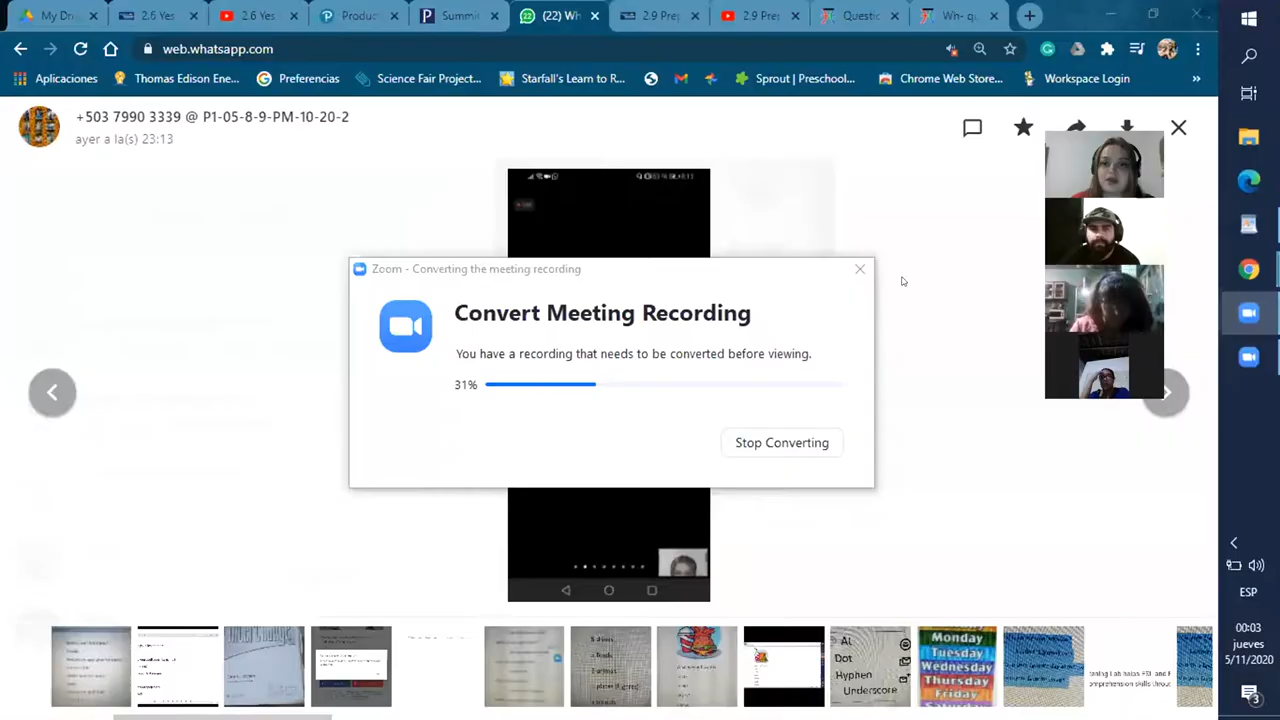 My Dr
2.6 Yes
2.6 Yes
Produc
Summi
(22) Wh
2.9 Pre
2.9 Pre
Questic
Wh- qu
web.whatsapp.com
Aplicaciones
Thomas Edison Ene...
Preferencias
Science Fair Project...
Starfall's Learn to R...
Sprout | Preschool...
Chrome Web Store...
Workspace Login
»
+503 7990 3339 @ P1-05-8-9-PM-10-20-2
ayer a la(s) 23:13
Zoom - Converting the meeting recording
Convert Meeting Recording
You have a recording that needs to be converted before viewing.
31%
Stop Converting
At
Dot
Hyphen
Underscore
Monday
Tuesday
Wednesday
Thursday
Friday
ESP
00:03
jueves
5/11/2020
3